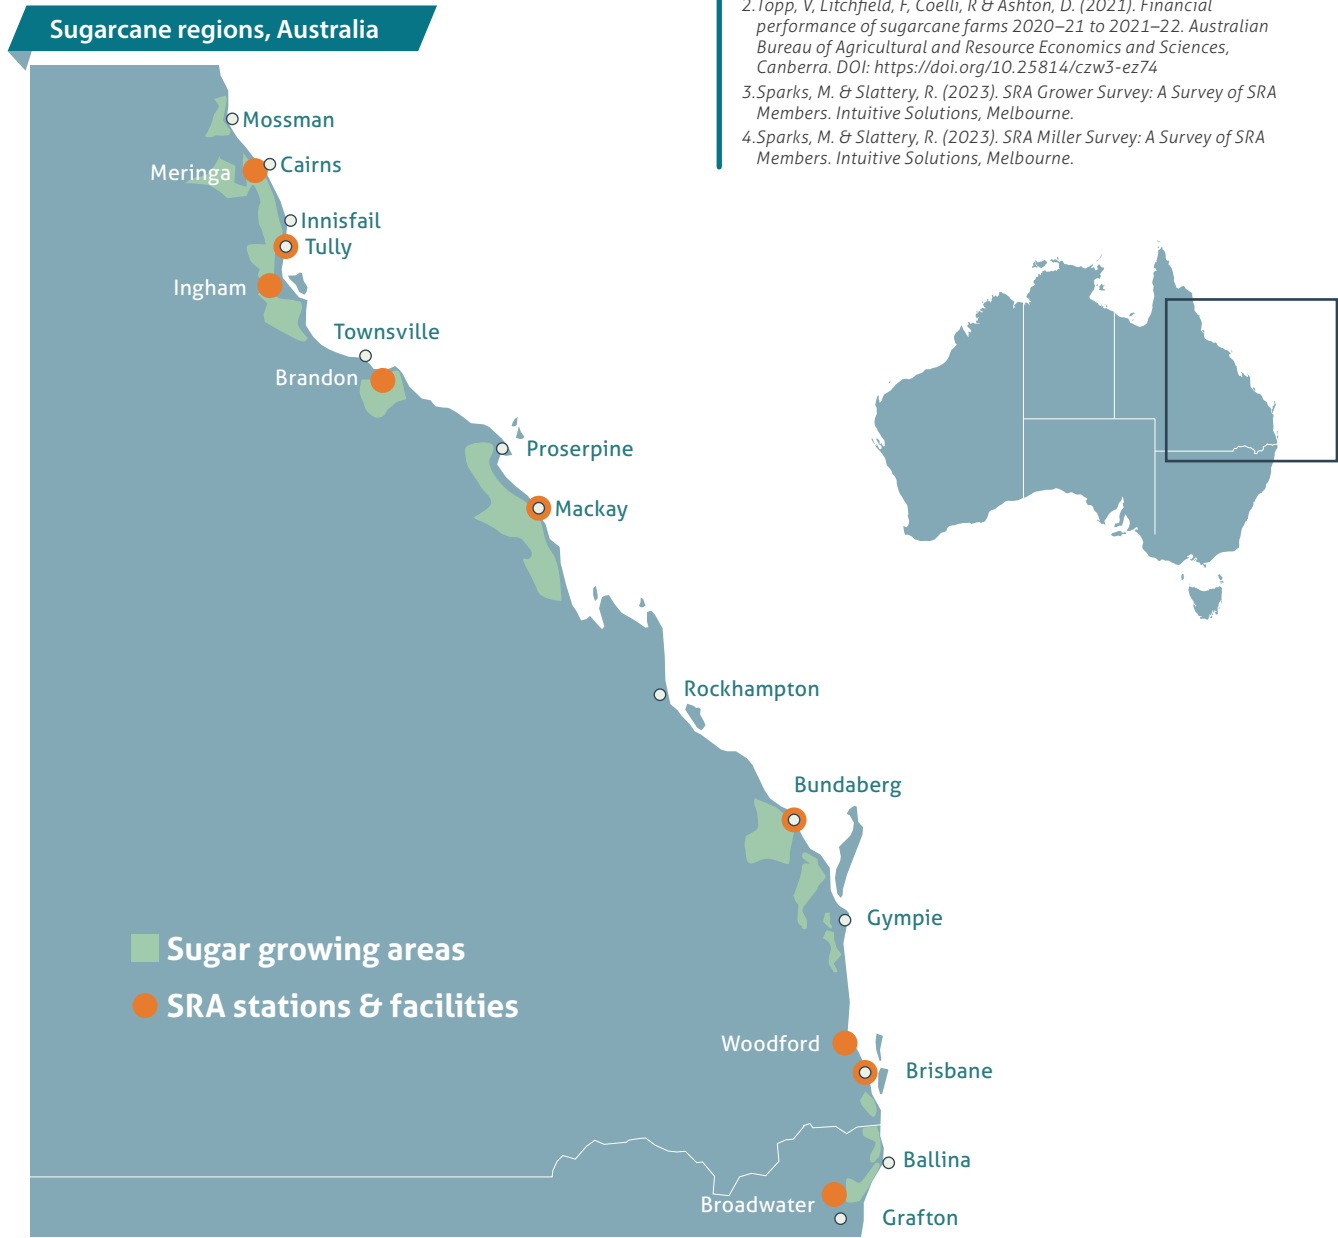 Sugarcane regions, Australia
2.Topp, V, Litchfield, F, Coelli, R & Ashton, D. (2021). Financial
performance of sugarcane farms 2020–21 to 2021–22. Australian
Bureau of Agricultural and Resource Economics and Sciences,
Canberra. DOI: https://doi.org/10.25814/czw3-ez74
3.Sparks, M. & Slattery, R. (2023). SRA Grower Survey: A Survey of SRA
Members. Intuitive Solutions, Melbourne.
4.Sparks, M. & Slattery, R. (2023). SRA Miller Survey: A Survey of SRA
Members. Intuitive Solutions, Melbourne.
Mossman
Cairns
Meringa
Innisfail
Tully
Ingham
Townsville
Brandon
Proserpine
Mackay
Rockhampton
Bundaberg
Gympie
Sugar growing areas
SRA stations & facilities
Woodford
Brisbane
Ballina
Broadwater
Grafton